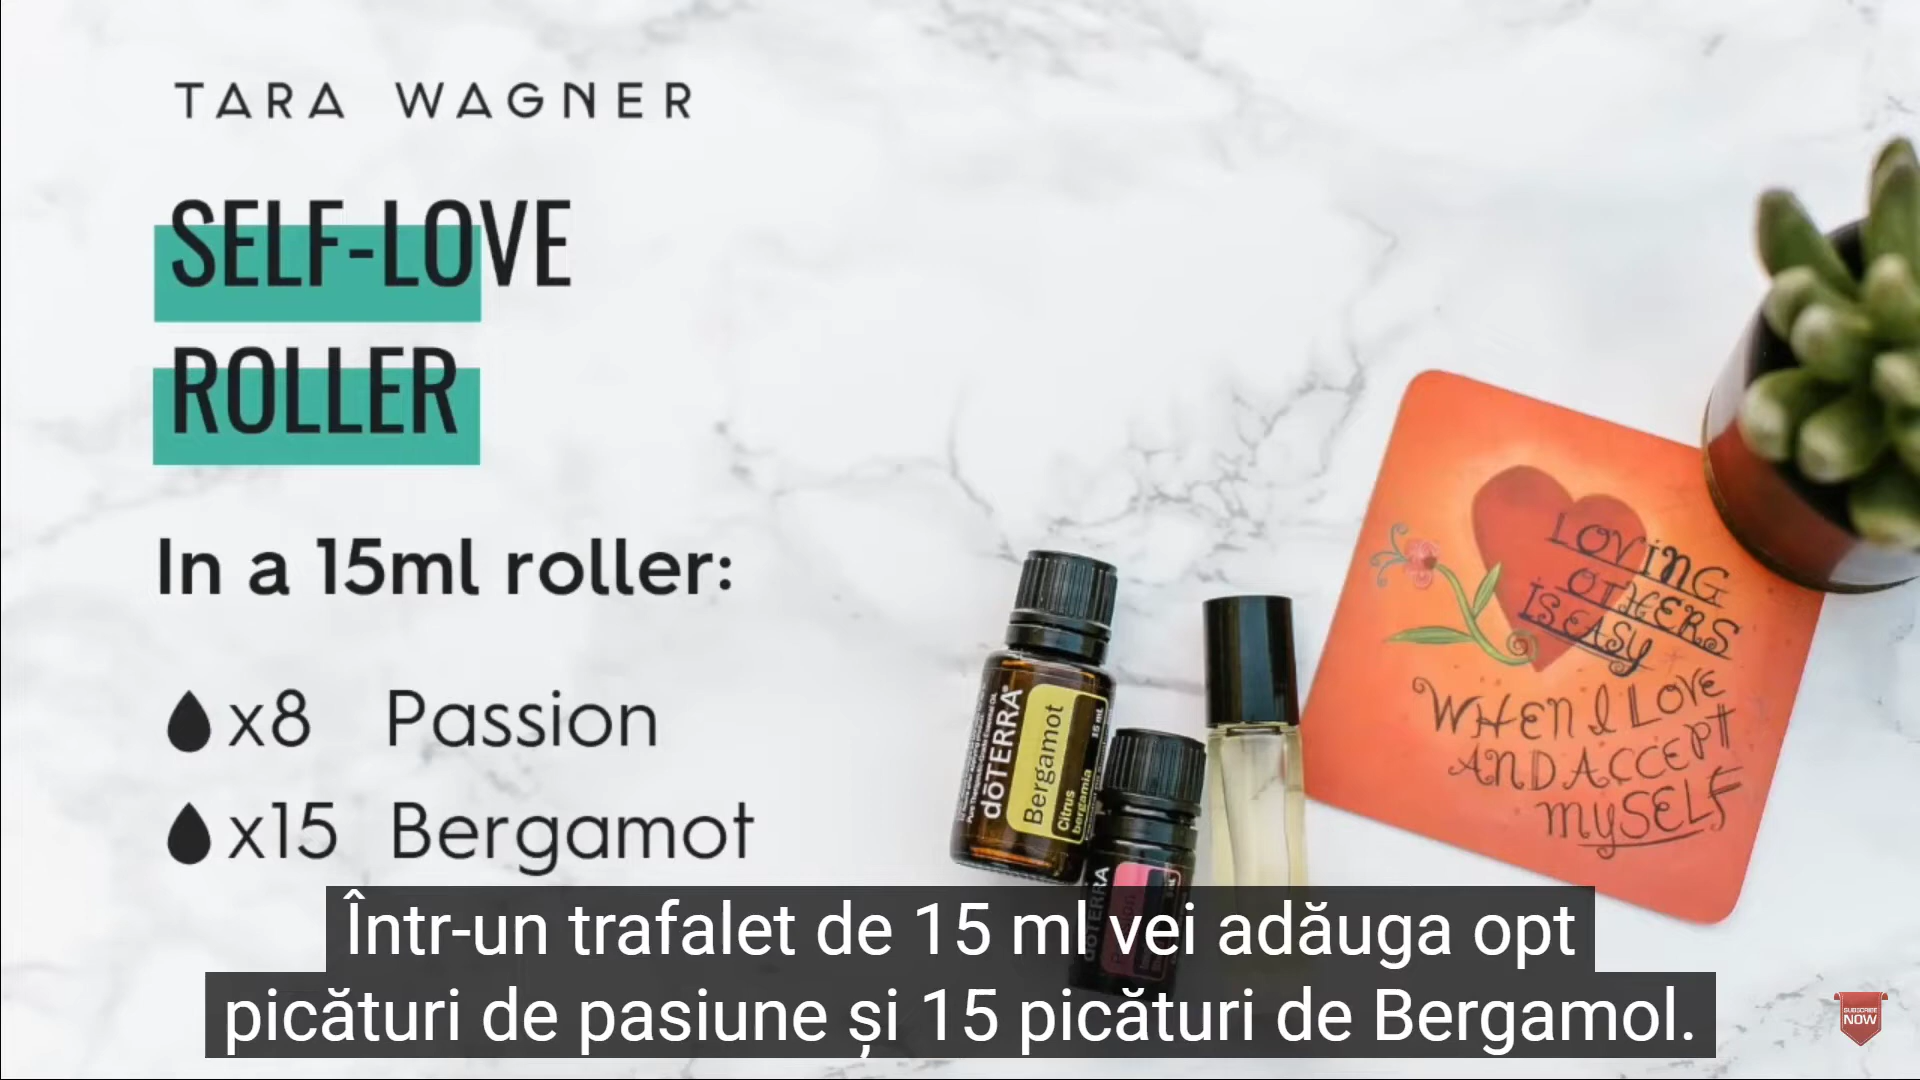 TARA WAGNER
SELF-LOVE
ROLLER
In a 15ml roller:
x8 Passion
x15 Bergamot
dōTERRA
Bergamot
Citrus
bergamia
15 mL
dōTERRA
LOVING
OTHERS
IS EASY
WHEN I LOVE
AND ACCEPT
MYSELF
Într-un trafalet de 15 ml vei adăuga opt
picături de pasiune și 15 picături de Bergamol.
SUBSCRIBE
NOW